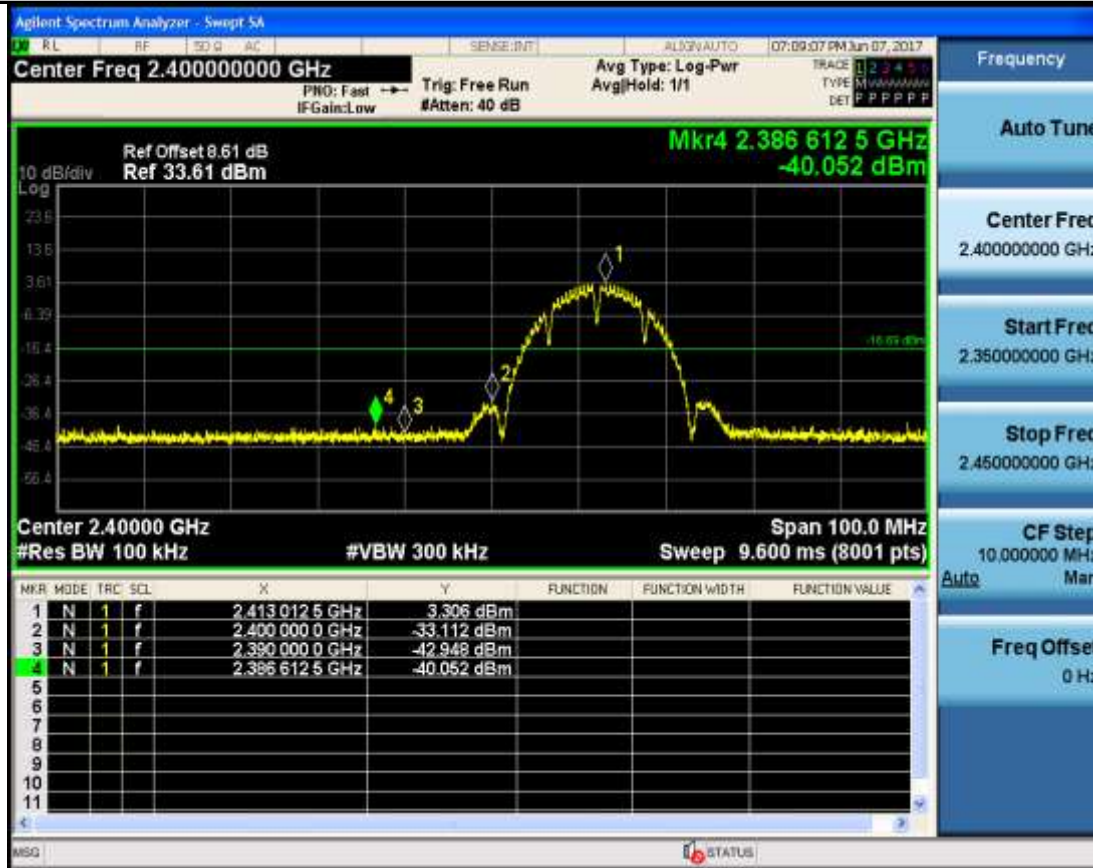 Agilent Spectrum Analyzer - Swept SA
RL RF 50 Ω AC SENSE:INT ALIGNAUTO 07:09:07 PM Jun 07, 2017
Center Freq 2.400000000 GHz
PNO: Fast
IFGain:Low
Trig: Free Run
#Atten: 40 dB
Avg Type: Log-Pwr
Avg|Hold: 1/1
TRACE 1 2 3 4 5 6
TYPE M
DET P P P P P P
Mkr4 2.386 612 5 GHz
-40.052 dBm
Ref Offset 8.61 dB
10 dB/div Ref 33.61 dBm
Log
23.6
13.6
3.61
-6.39
-16.4
-26.4
-36.4
-46.4
-56.4
-16.69 dBm
1
2
3
4
Center 2.40000 GHz Span 100.0 MHz
#Res BW 100 kHz #VBW 300 kHz Sweep 9.600 ms (8001 pts)
MKR MODE TRC SCL X Y FUNCTION FUNCTION WIDTH FUNCTION VALUE
1 N 1 f 2.413 012 5 GHz 3.306 dBm
2 N 1 f 2.400 000 0 GHz -33.112 dBm
3 N 1 f 2.390 000 0 GHz -42.948 dBm
4 N 1 f 2.386 612 5 GHz -40.052 dBm
5
6
7
8
9
10
11
MSG STATUS
Frequency
Auto Tune
Center Freq
2.400000000 GHz
Start Freq
2.350000000 GHz
Stop Freq
2.450000000 GHz
CF Step
10.000000 MHz
Auto Man
Freq Offset
0 Hz